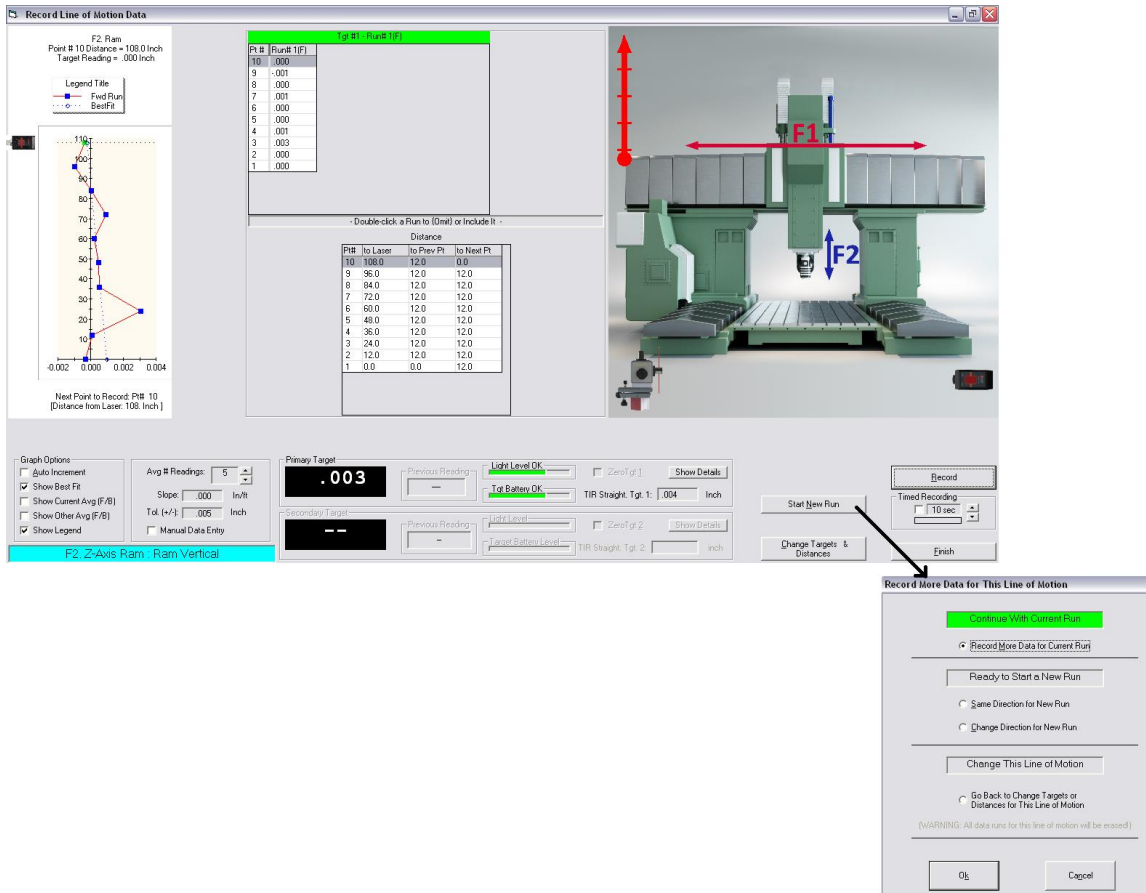 Record Line of Motion Data
F2. Ram
Point # 10 Distance = 108.0 Inch
Target Reading = .000 Inch
Legend Title
Fwd Run
BestFit
110
100
90
80
70
60
50
40
30
20
10
-0.002 0.000 0.002 0.004
Next Point to Record: Pt# 10
[Distance from Laser: 108. Inch ]
Tgt #1 - Run# 1(F)
Pt # Run# 1(F)
10 .000
9 -.001
8 .000
7 .001
6 .000
5 .000
4 .001
3 .003
2 .000
1 .000
- Double-click a Run to (Omit) or Include It -
Distance
Pt# to Laser to Prev Pt to Next Pt
10 108.0 12.0 0.0
9 96.0 12.0 12.0
8 84.0 12.0 12.0
7 72.0 12.0 12.0
6 60.0 12.0 12.0
5 48.0 12.0 12.0
4 36.0 12.0 12.0
3 24.0 12.0 12.0
2 12.0 12.0 12.0
1 0.0 0.0 12.0
F1
F2
Graph Options
Auto Increment
Show Best Fit
Show Current Avg (F/B)
Show Other Avg (F/B)
Show Legend
Avg # Readings: 5
Slope: .000 In/ft
Tol. (+/-): .005 Inch
Manual Data Entry
F2. Z-Axis Ram : Ram Vertical
Primary Target
.003
Previous Reading
---
Light Level OK
Tgt Battery OK
ZeroTgt 1
Show Details
TIR Straight. Tgt. 1: .004 Inch
Secondary Target
--
Previous Reading
-
Light Level
Target Battery Level
ZeroTgt 2
Show Details
TIR Straight. Tgt. 2: inch
Start New Run
Change Targets & Distances
Record
Timed Recording
10 sec
Finish
Record More Data for This Line of Motion
Continue With Current Run
Record More Data for Current Run
Ready to Start a New Run
Same Direction for New Run
Change Direction for New Run
Change This Line of Motion
Go Back to Change Targets or
Distances for This Line of Motion
(WARNING: All data runs for this line of motion will be erased!)
Ok
Cancel